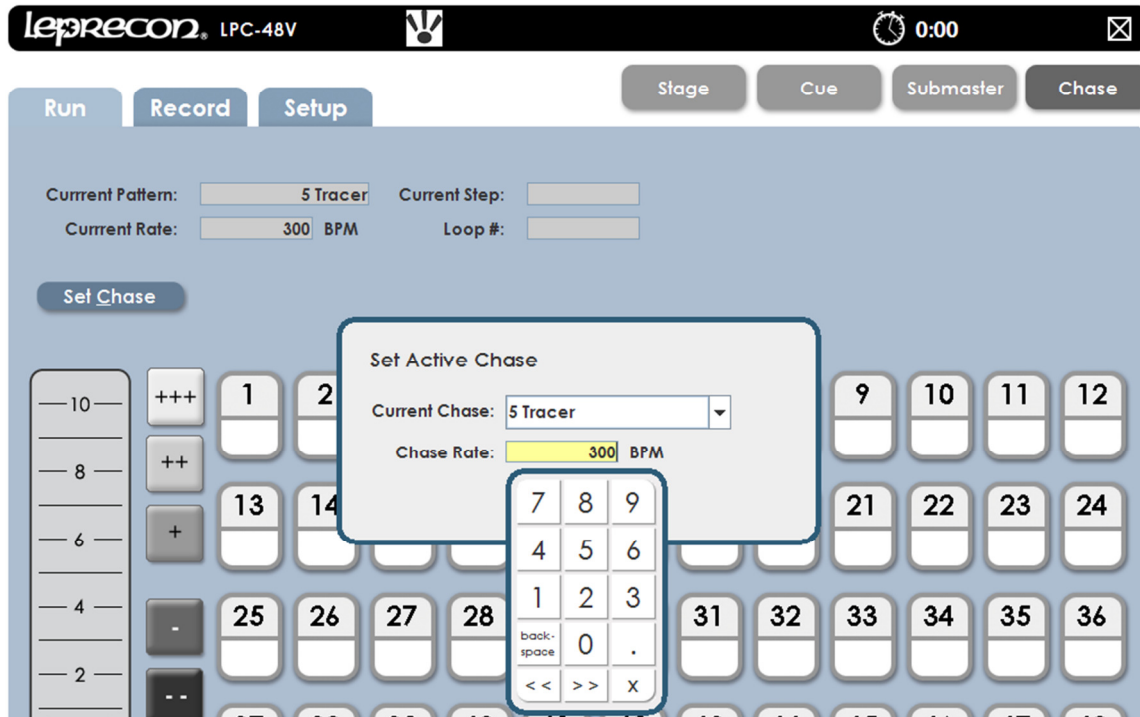 leprecon. LPC-48V 0:00
Stage Cue Submaster Chase
Run Record Setup
Currrent Pattern: 5 Tracer Current Step:
Currrent Rate: 300 BPM Loop #:
Set Chase
Set Active Chase
Current Chase: 5 Tracer
Chase Rate: 300 BPM
10 +++ 1 2 9 10 11 12
8 ++
7 8 9
13 14 21 22 23 24
6 +
4 5 6
1 2 3
4 - 25 26 27 28 31 32 33 34 35 36
back-
space 0 .
2 - -
<< >> x